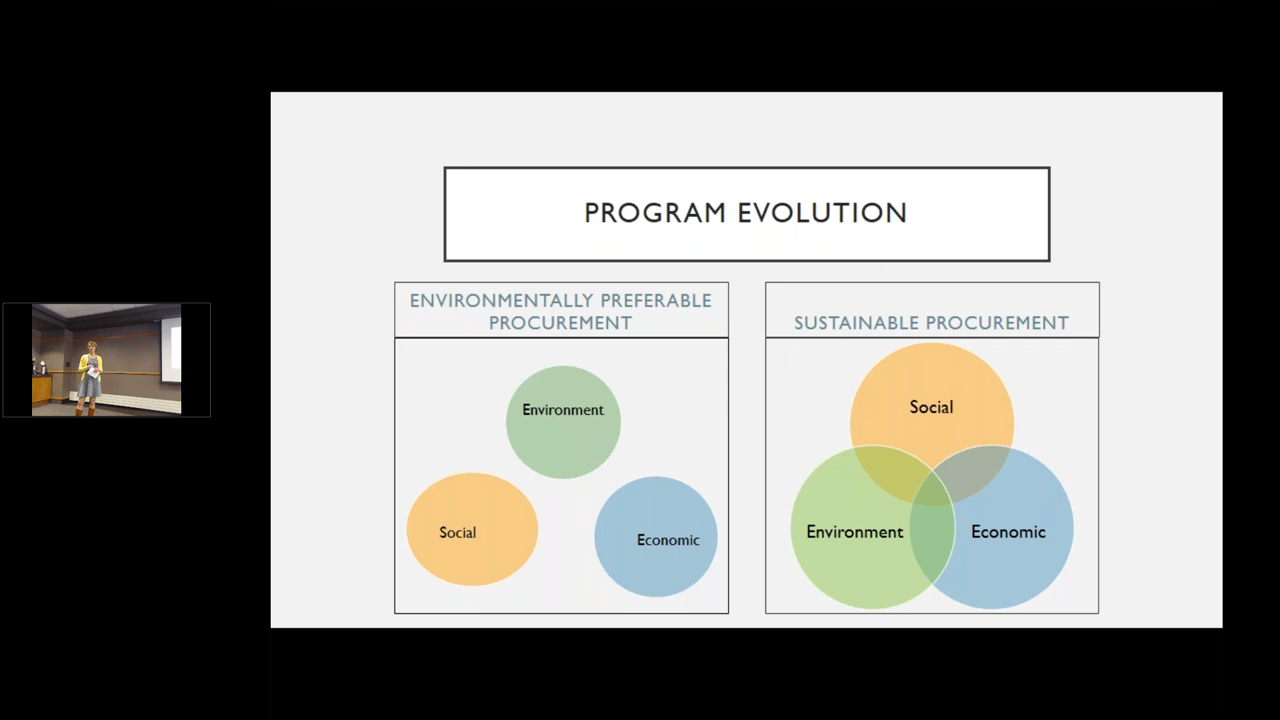 PROGRAM EVOLUTION
ENVIRONMENTALLY PREFERABLE
PROCUREMENT
Environment
Social
Economic
SUSTAINABLE PROCUREMENT
Social
Environment
Economic